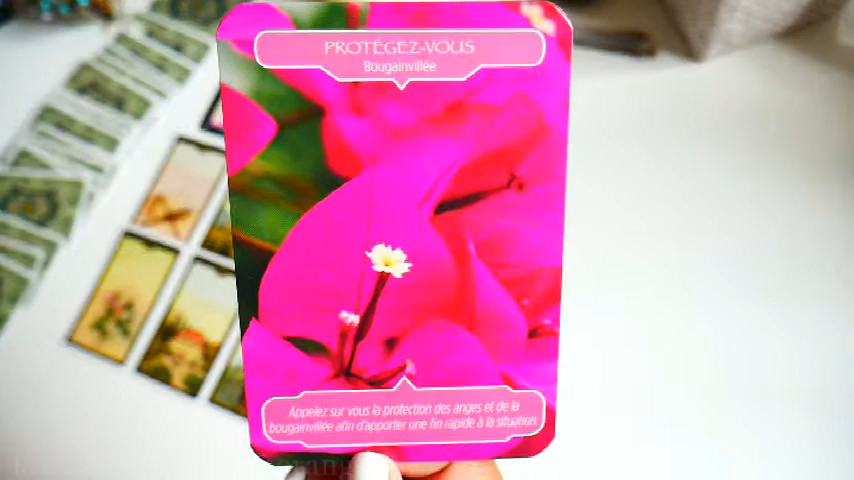 PROTÉGEZ-VOUS
Bougainvillée
Appelez sur vous la protection des anges et de la
bougainvillée afin d'apporter une fin rapide à la situation.